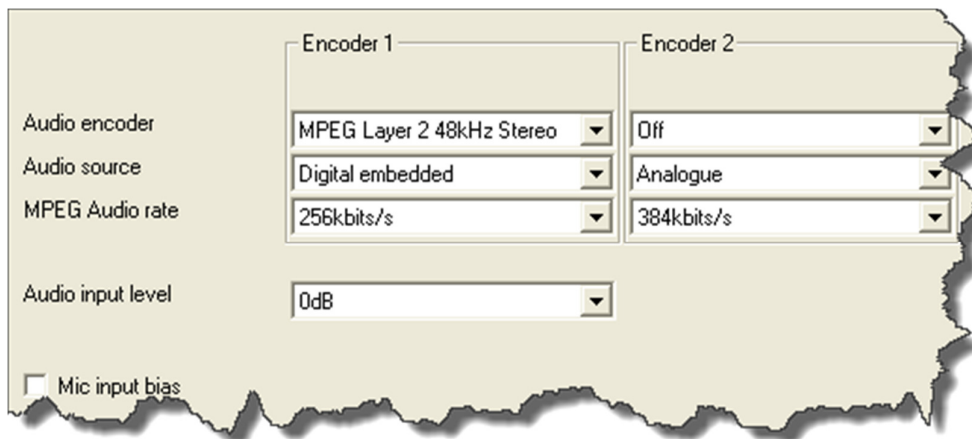 Encoder 1 Encoder 2
Audio encoder MPEG Layer 2 48kHz Stereo Off
Audio source Digital embedded Analogue
MPEG Audio rate 256kbits/s 384kbits/s
Audio input level 0dB
Mic input bias